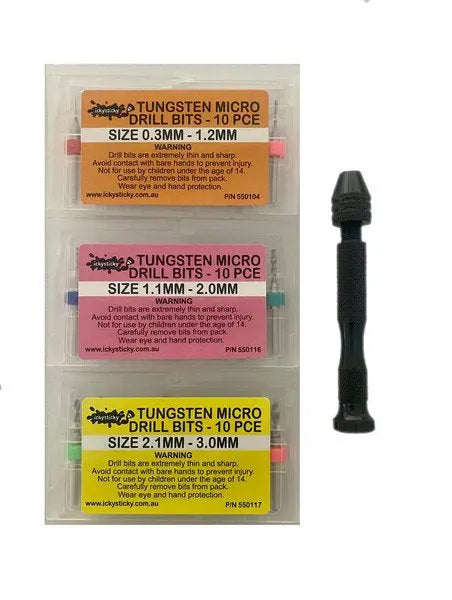 ickysticky
TUNGSTEN MICRO
DRILL BITS - 10 PCE
SIZE 0.3MM - 1.2MM
WARNING
Drill bits are extremely thin and sharp.
Avoid contact with bare hands to prevent injury.
Not for use by children under the age of 14.
Carefully remove bits from pack.
Wear eye and hand protection.
www.ickysticky.com.au P/N 550104
ickysticky
TUNGSTEN MICRO
DRILL BITS - 10 PCE
SIZE 1.1MM - 2.0MM
WARNING
Drill bits are extremely thin and sharp.
Avoid contact with bare hands to prevent injury.
Not for use by children under the age of 14.
Carefully remove bits from pack.
Wear eye and hand protection.
www.ickysticky.com.au P/N 550116
ickysticky
TUNGSTEN MICRO
DRILL BITS - 10 PCE
SIZE 2.1MM - 3.0MM
WARNING
Drill bits are extremely thin and sharp.
Avoid contact with bare hands to prevent injury.
Not for use by children under the age of 14.
Carefully remove bits from pack.
Wear eye and hand protection.
www.ickysticky.com.au P/N 550117